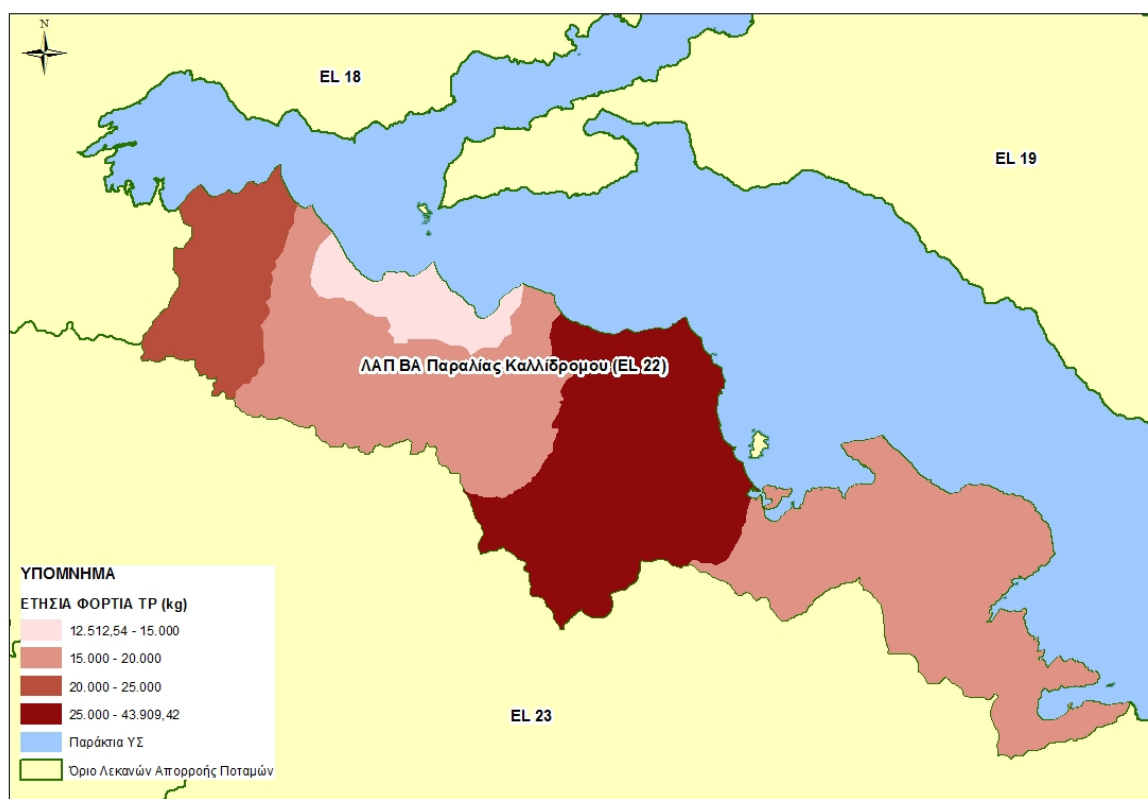 N
EL 18
EL 19
ΛΑΠ ΒΑ Παραλίας Καλλίδρομου (EL 22)
EL 23
ΥΠΟΜΝΗΜΑ
ΕΤΗΣΙΑ ΦΟΡΤΙΑ TP (kg)
12.512,54 - 15.000
15.000 - 20.000
20.000 - 25.000
25.000 - 43.909,42
Παράκτια ΥΣ
Όριο Λεκανών Απορροής Ποταμών